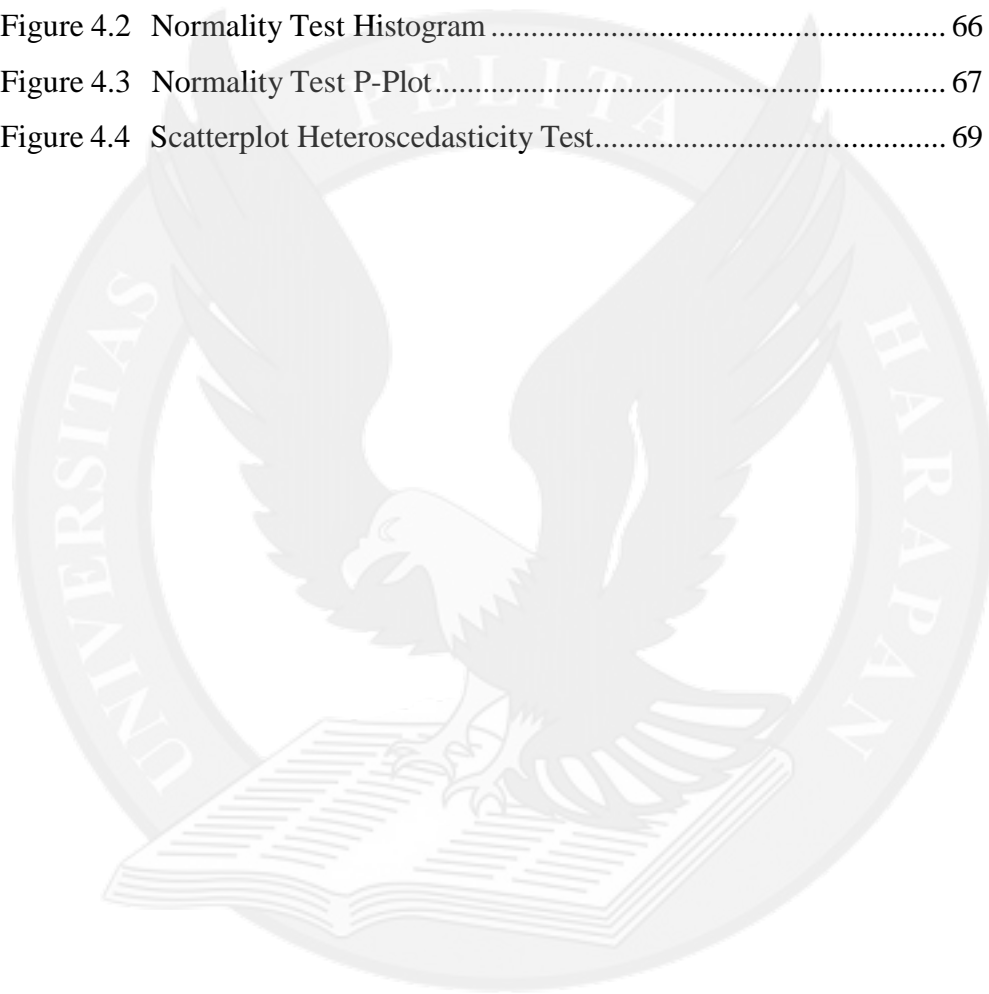 Figure 4.2 Normality Test Histogram ........................................................ 66
Figure 4.3 Normality Test P-Plot............................................................... 67
Figure 4.4 Scatterplot Heteroscedasticity Test........................................... 69
UNIVERSITAS PELITA HARAPAN